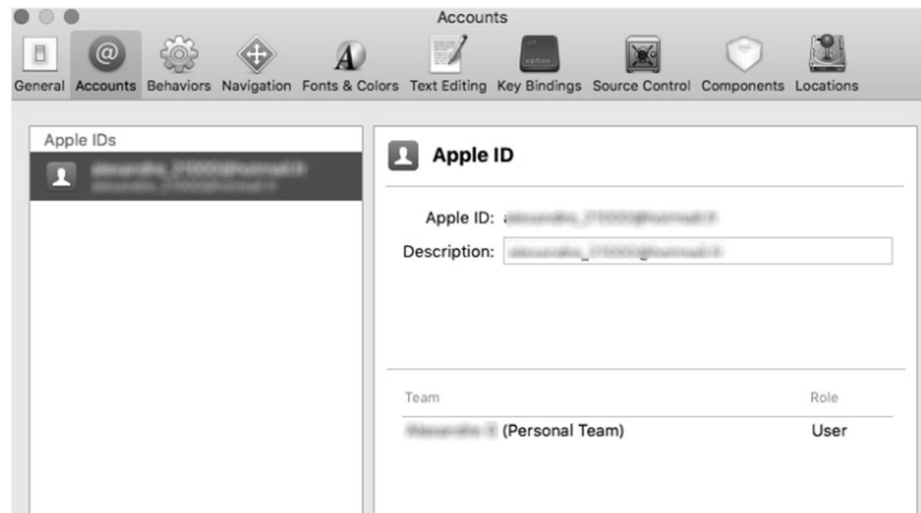 Accounts
General Accounts Behaviors Navigation Fonts & Colors Text Editing Key Bindings Source Control Components Locations
Apple IDs
Apple ID
Apple ID:
Description:
Team Role
(Personal Team) User